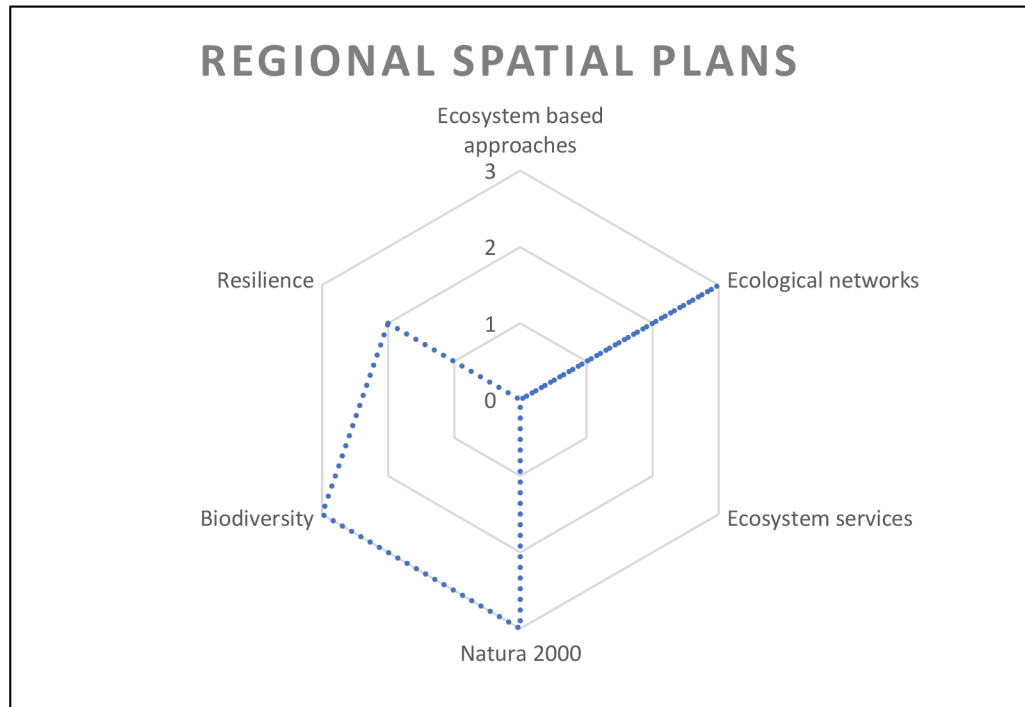 REGIONAL SPATIAL PLANS
Ecosystem based
approaches
3
2
1
0
Resilience
Ecological networks
Biodiversity
Ecosystem services
Natura 2000